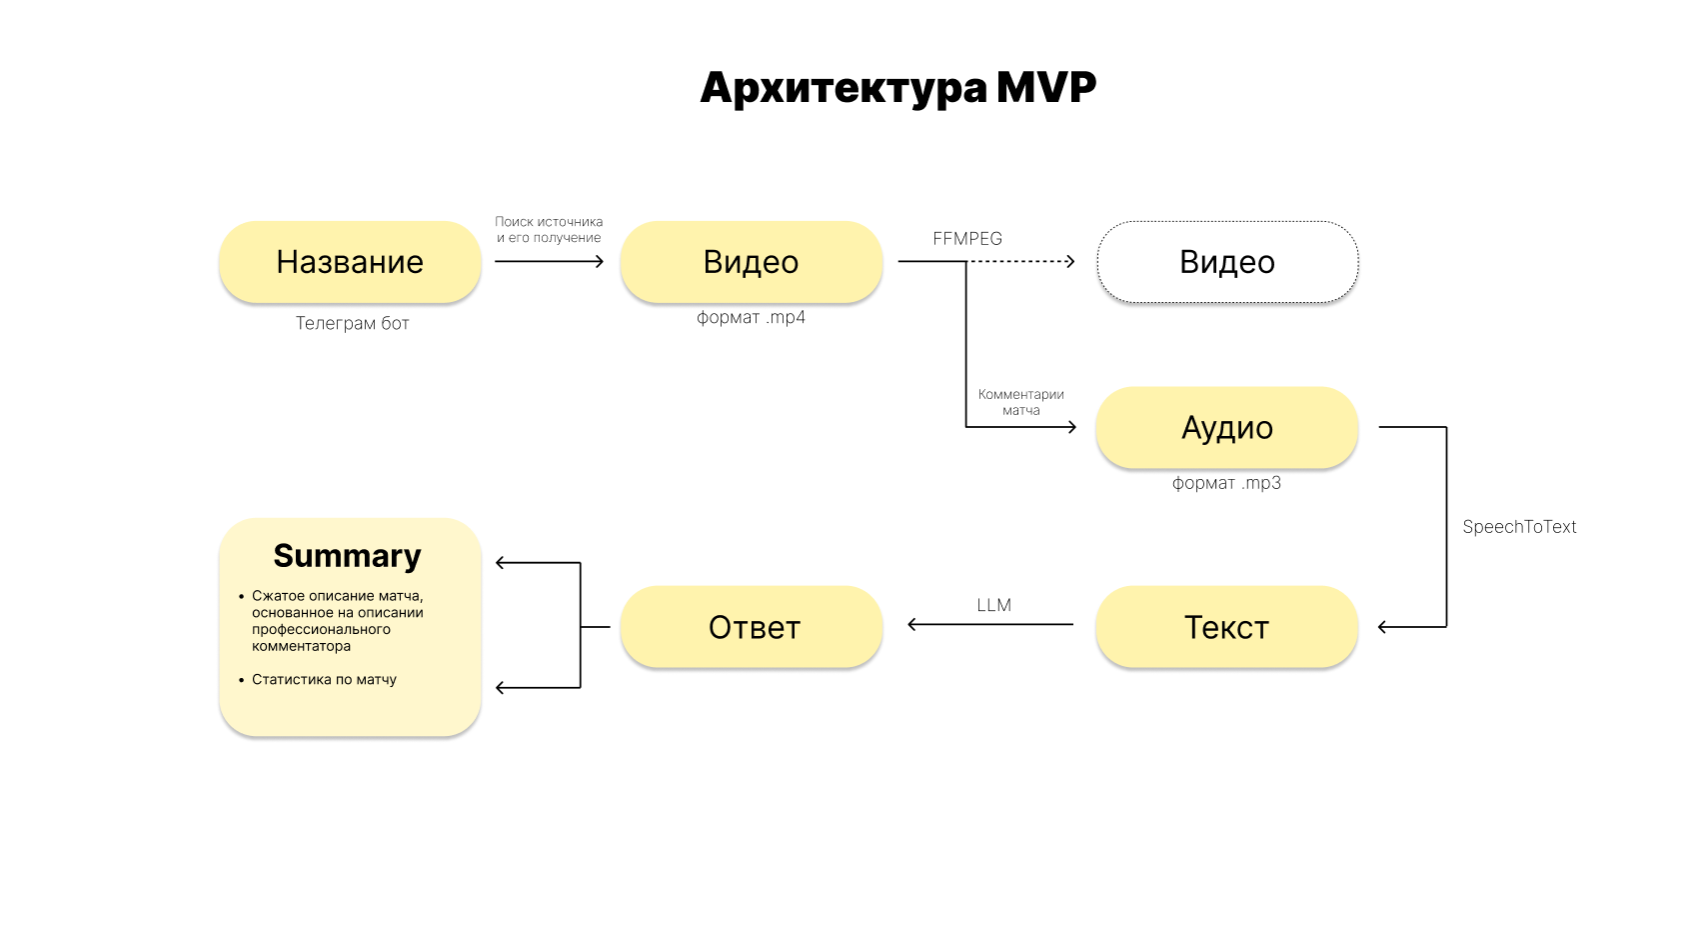 Архитектура MVP
Название
Телеграм бот
Поиск источника
и его получение
Видео
формат .mp4
FFMPEG
Видео
Комментарии
матча
Аудио
формат .mp3
SpeechToText
Текст
LLM
Ответ
Summary
• Сжатое описание матча,
основанное на описании
профессионального
комментатора
• Статистика по матчу